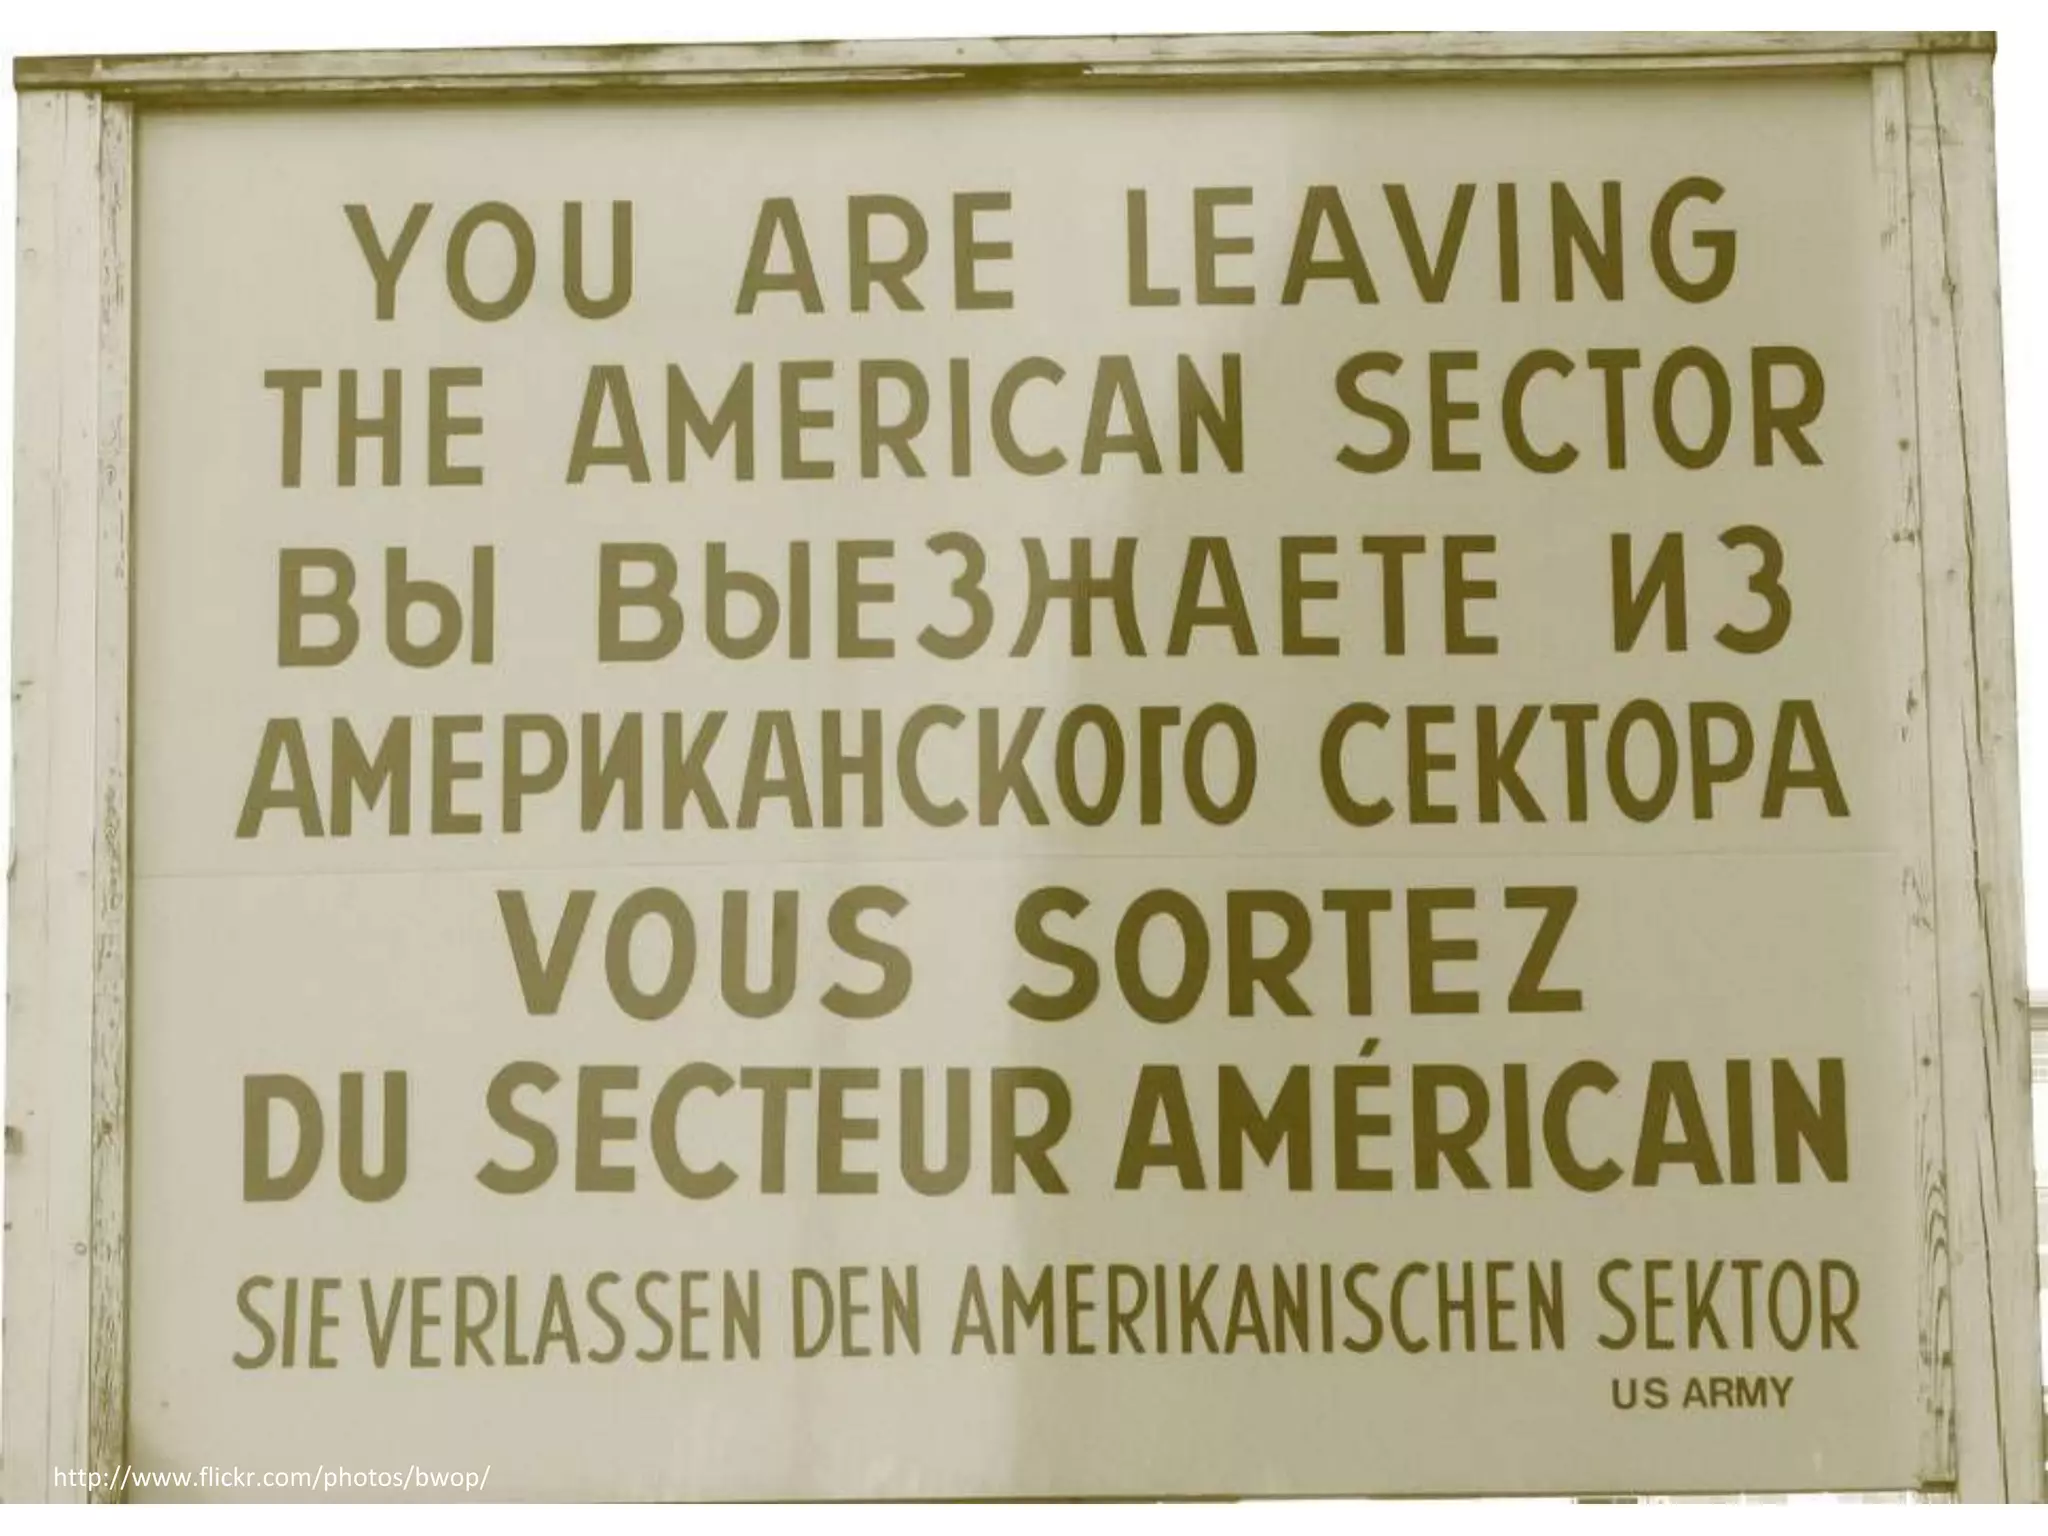 YOU ARE LEAVING
THE AMERICAN SECTOR
ВЫ ВЫЕЗЖАЕТЕ ИЗ
АМЕРИКАНСКОГО СЕКТОРА
VOUS SORTEZ
DU SECTEUR AMÉRICAIN
SIE VERLASSEN DEN AMERIKANISCHEN SEKTOR
US ARMY
http://www.flickr.com/photos/bwop/